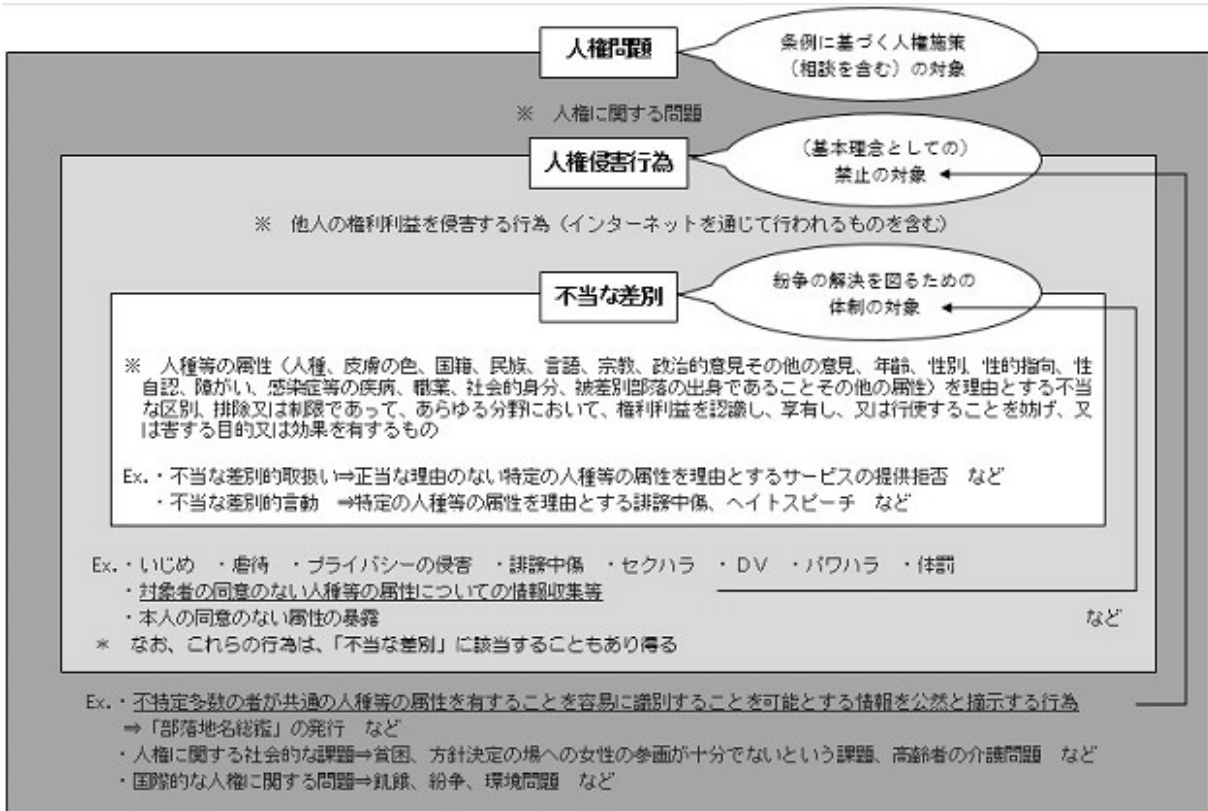 人権問題
条例に基づく人権施策
（相談を含む）の対象
※　人権に関する問題
人権侵害行為
（基本理念としての）
禁止の対象
※　他人の権利利益を侵害する行為（インターネットを通じて行われるものを含む）
不当な差別
紛争の解決を図るための
体制の対象
※　人種等の属性（人種、皮膚の色、国籍、民族、言語、宗教、政治的意見その他の意見、年齢、性別、性的指向、性
自認、障がい、感染症等の疾病、職業、社会的身分、被差別部落の出身であることその他の属性）を理由とする不当
な区別、排除又は制限であって、あらゆる分野において、権利利益を認識し、享有し、又は行使することを妨げ、又
は害する目的又は効果を有するもの
Ex.・不当な差別的取扱い⇒正当な理由のない特定の人種等の属性を理由とするサービスの提供拒否　など
・不当な差別的言動　⇒特定の人種等の属性を理由とする誹謗中傷、ヘイトスピーチ　など
Ex.・いじめ　・虐待　・プライバシーの侵害　・誹謗中傷　・セクハラ　・ＤＶ　・パワハラ　・体罰
・対象者の同意のない人種等の属性についての情報収集等
・本人の同意のない属性の暴露　など
＊　なお、これらの行為は、「不当な差別」に該当することもあり得る
Ex.・不特定多数の者が共通の人種等の属性を有することを容易に識別することを可能とする情報を公然と摘示する行為
⇒「部落地名総鑑」の発行　など
・人権に関する社会的な課題⇒貧困、方針決定の場への女性の参画が十分でないという課題、高齢者の介護問題　など
・国際的な人権に関する問題⇒飢餓、紛争、環境問題　など